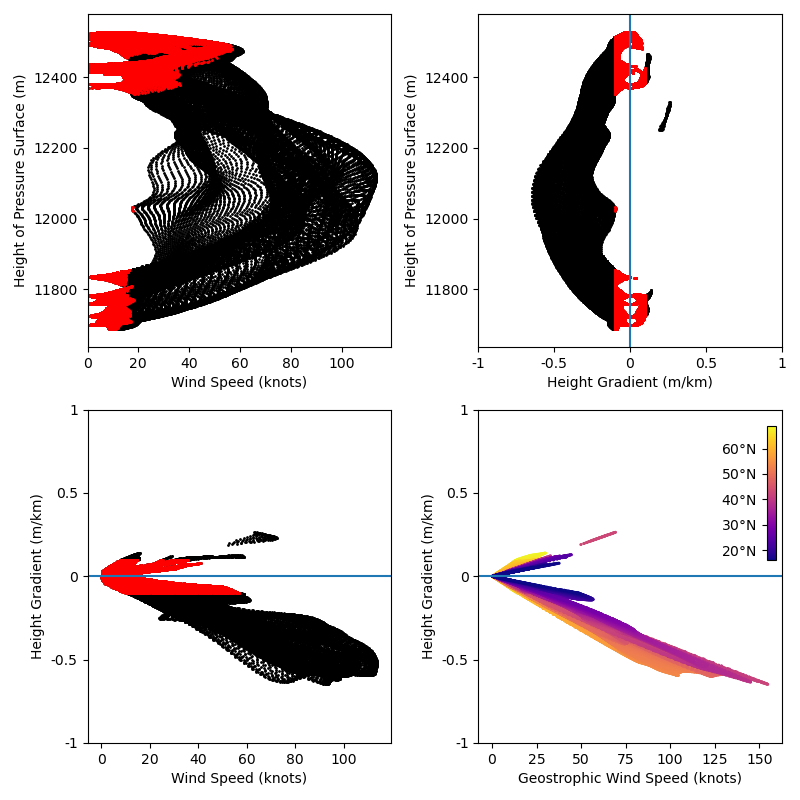 12400
12200
12000
11800
Height of Pressure Surface (m)
0 20 40 60 80 100
Wind Speed (knots)
12400
12200
12000
11800
Height of Pressure Surface (m)
-1 -0.5 0 0.5 1
Height Gradient (m/km)
1
0.5
0
-0.5
-1
Height Gradient (m/km)
0 20 40 60 80 100
Wind Speed (knots)
1
0.5
0
-0.5
-1
Height Gradient (m/km)
60°N
50°N
40°N
30°N
20°N
0 25 50 75 100 125 150
Geostrophic Wind Speed (knots)